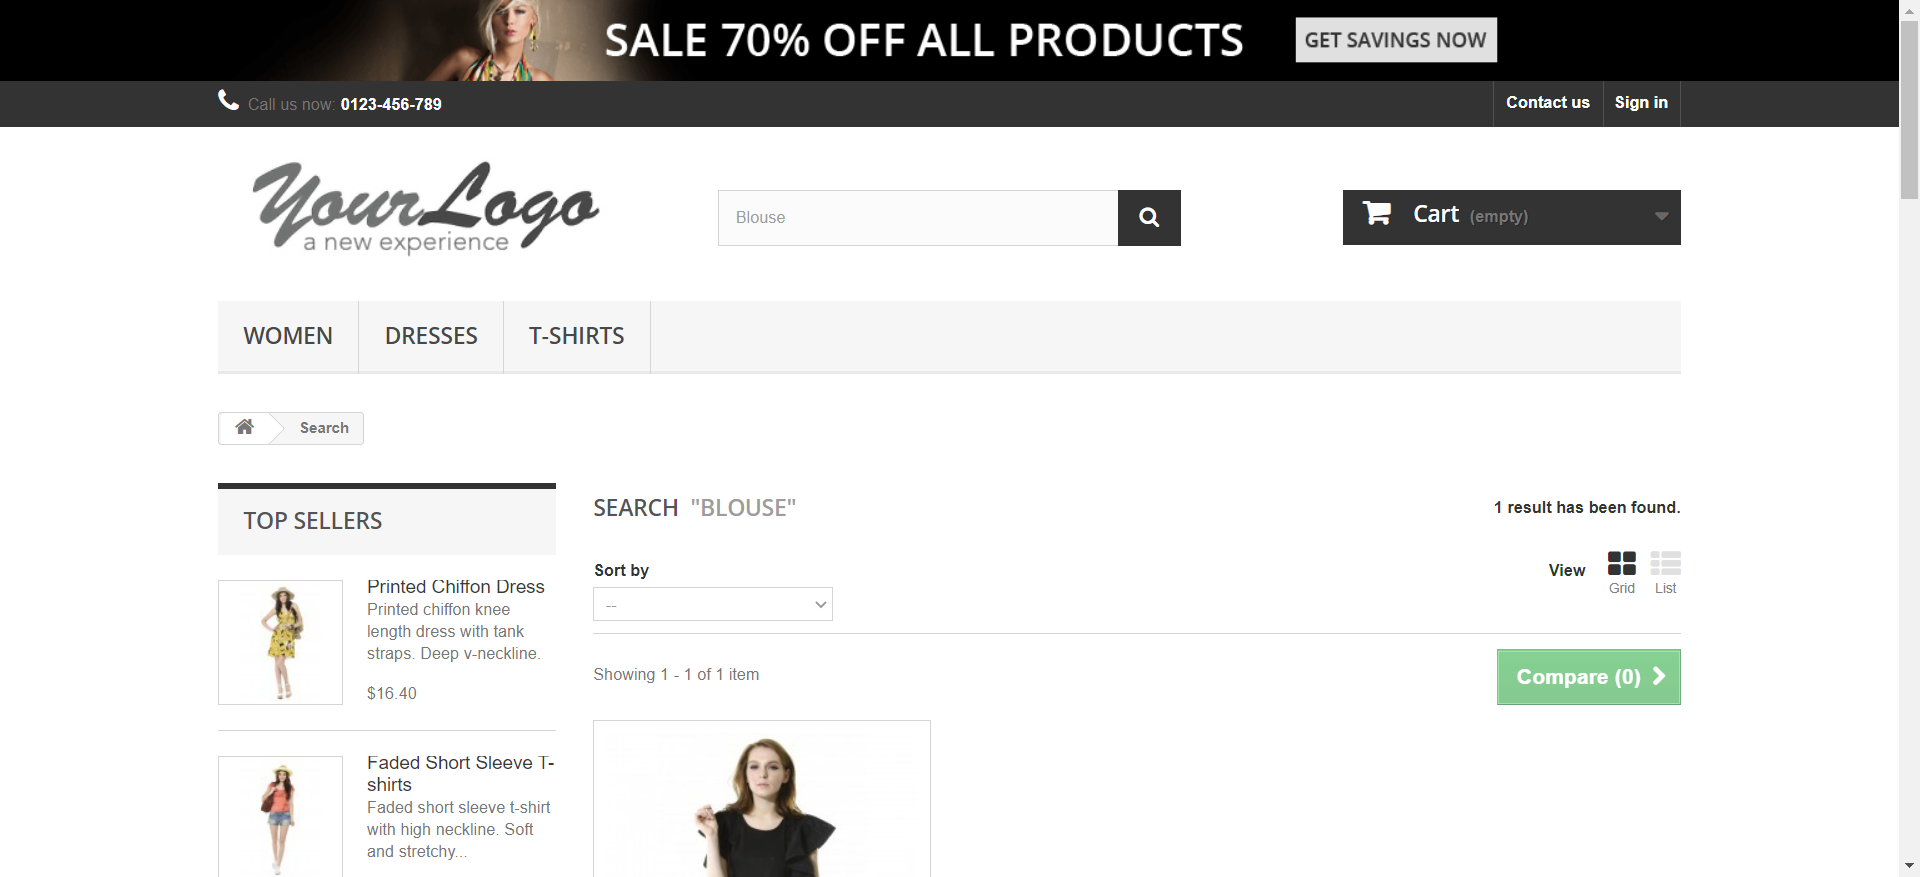 SALE 70% OFF ALL PRODUCTS GET SAVINGS NOW
Call us now: 0123-456-789
Contact us
Sign in
YourLogo
a new experience
Blouse
Cart (empty)
WOMEN
DRESSES
T-SHIRTS
Search
TOP SELLERS
Printed Chiffon Dress
Printed chiffon knee
length dress with tank
straps. Deep v-neckline.
$16.40
Faded Short Sleeve T-
shirts
Faded short sleeve t-shirt
with high neckline. Soft
and stretchy...
SEARCH "BLOUSE"
1 result has been found.
Sort by
--
View
Grid
List
Showing 1 - 1 of 1 item
Compare (0)